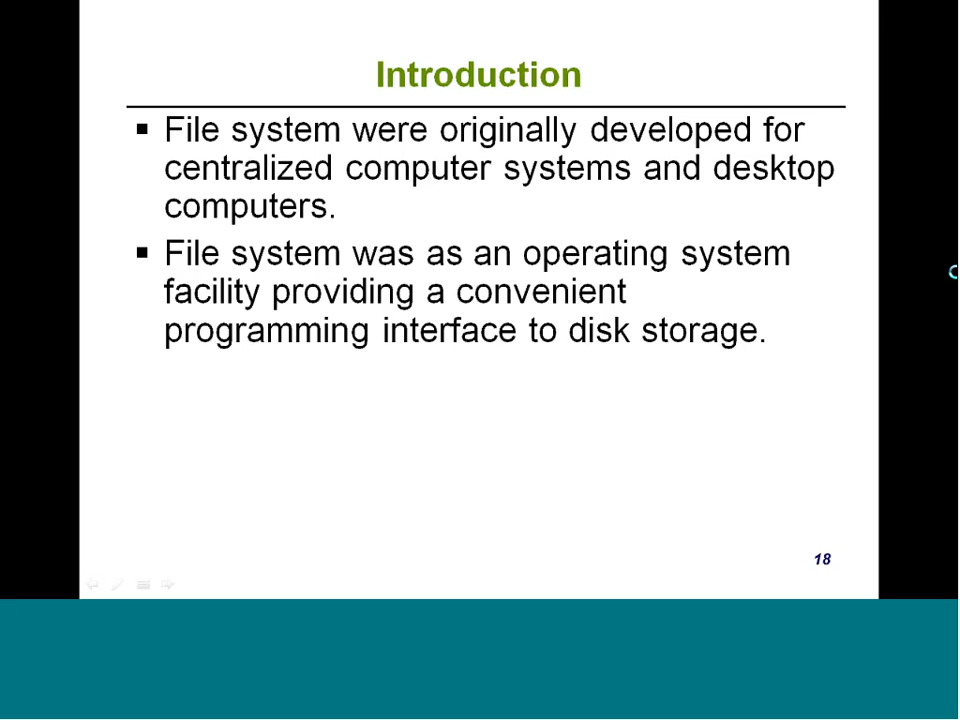 Introduction
▪ File system were originally developed for
centralized computer systems and desktop
computers.
▪ File system was as an operating system
facility providing a convenient
programming interface to disk storage.
18